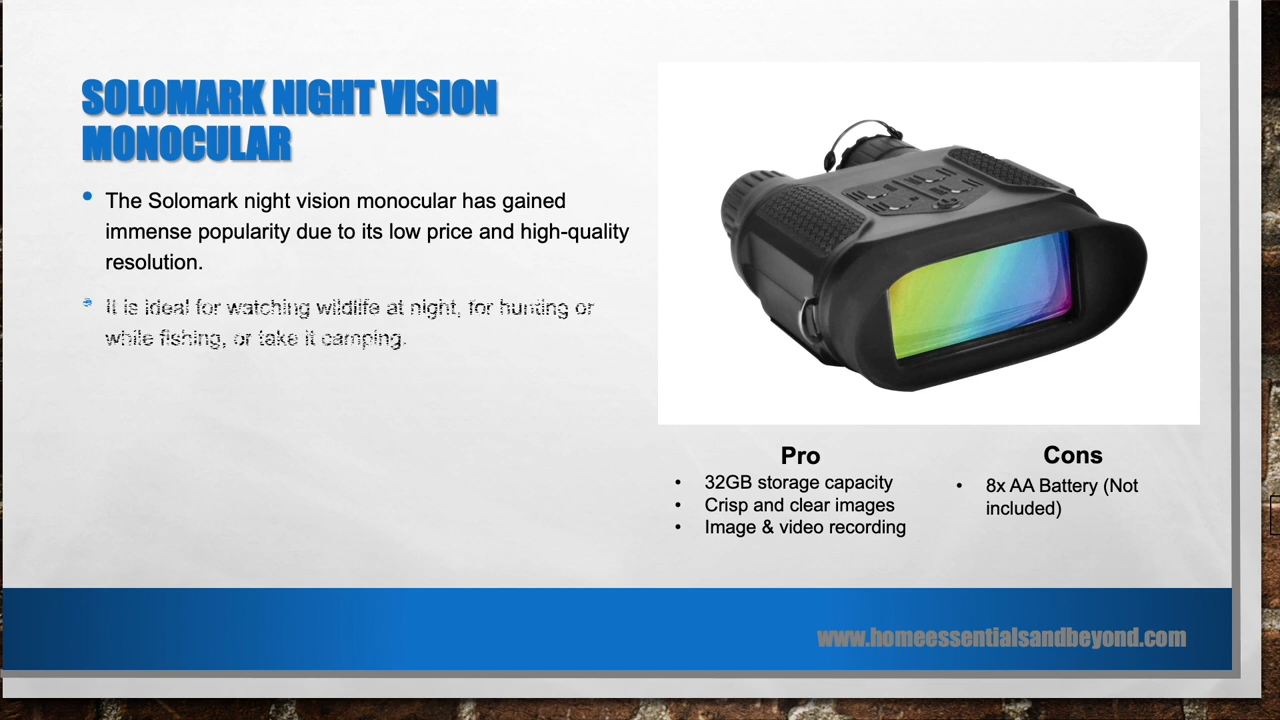 SOLOMARK NIGHT VISION
MONOCULAR
• The Solomark night vision monocular has gained
immense popularity due to its low price and high-quality
resolution.
• It is ideal for watching wildlife at night, for hunting or
while fishing, or take it camping.
Pro
• 32GB storage capacity
• Crisp and clear images
• Image & video recording
Cons
• 8x AA Battery (Not
included)
www.homeessentialsandbeyond.com